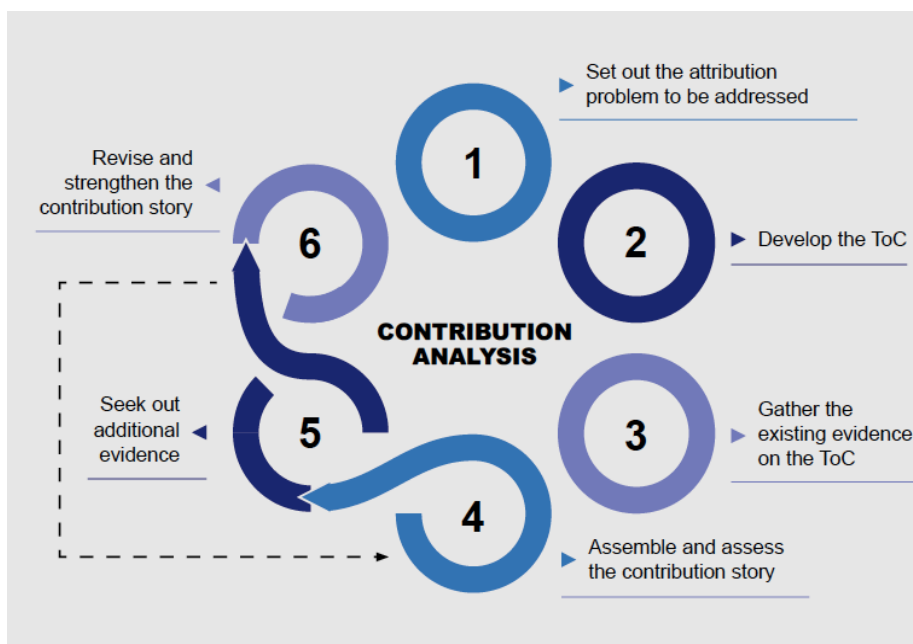 1
Set out the attribution
problem to be addressed
2
Develop the ToC
3
Gather the
existing evidence
on the ToC
4
Assemble and assess
the contribution story
5
Seek out
additional
evidence
6
Revise and
strengthen the
contribution story
CONTRIBUTION
ANALYSIS